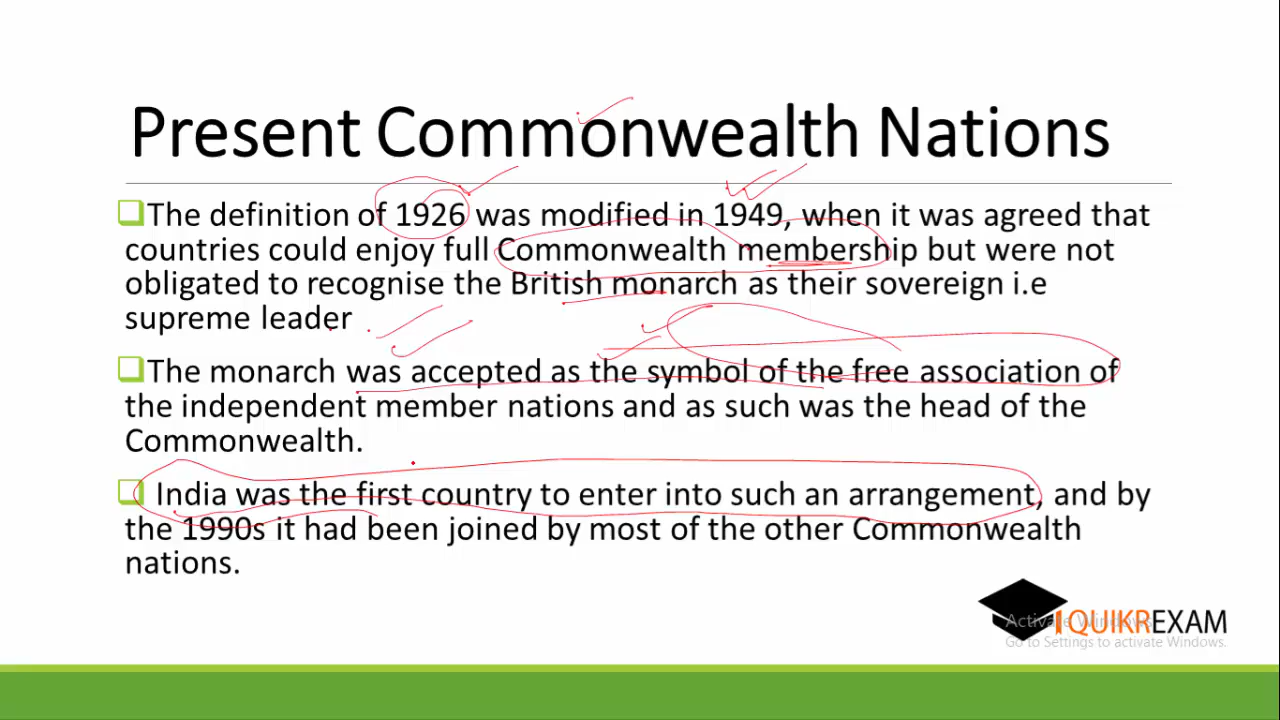 Present Commonwealth Nations
The definition of 1926 was modified in 1949, when it was agreed that
countries could enjoy full Commonwealth membership but were not
obligated to recognise the British monarch as their sovereign i.e
supreme leader
The monarch was accepted as the symbol of the free association of
the independent member nations and as such was the head of the
Commonwealth.
India was the first country to enter into such an arrangement, and by
the 1990s it had been joined by most of the other Commonwealth
nations.
IQUIKREXAM
Activate Windows
Go to Settings to activate Windows.